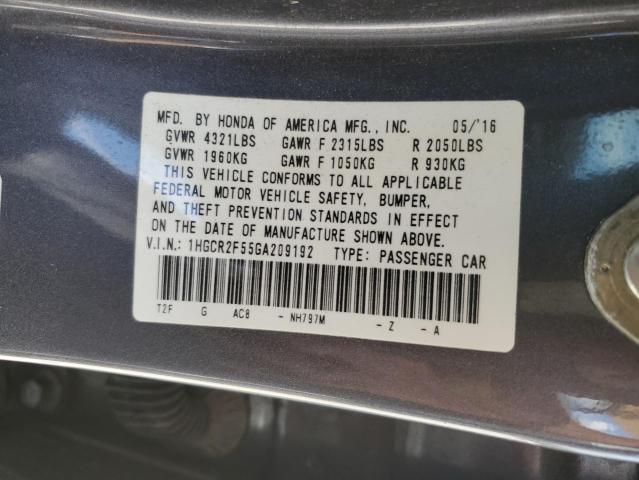 MFD. BY HONDA OF AMERICA MFG., INC. 05/'16
GVWR 4321LBS GAWR F 2315LBS R 2050LBS
GVWR 1960KG GAWR F 1050KG R 930KG
THIS VEHICLE CONFORMS TO ALL APPLICABLE
FEDERAL MOTOR VEHICLE SAFETY, BUMPER,
AND THEFT PREVENTION STANDARDS IN EFFECT
ON THE DATE OF MANUFACTURE SHOWN ABOVE.
V.I.N.: 1HGCR2F55GA209192 TYPE: PASSENGER CAR
T2F G AC8 - NH797M - Z - A